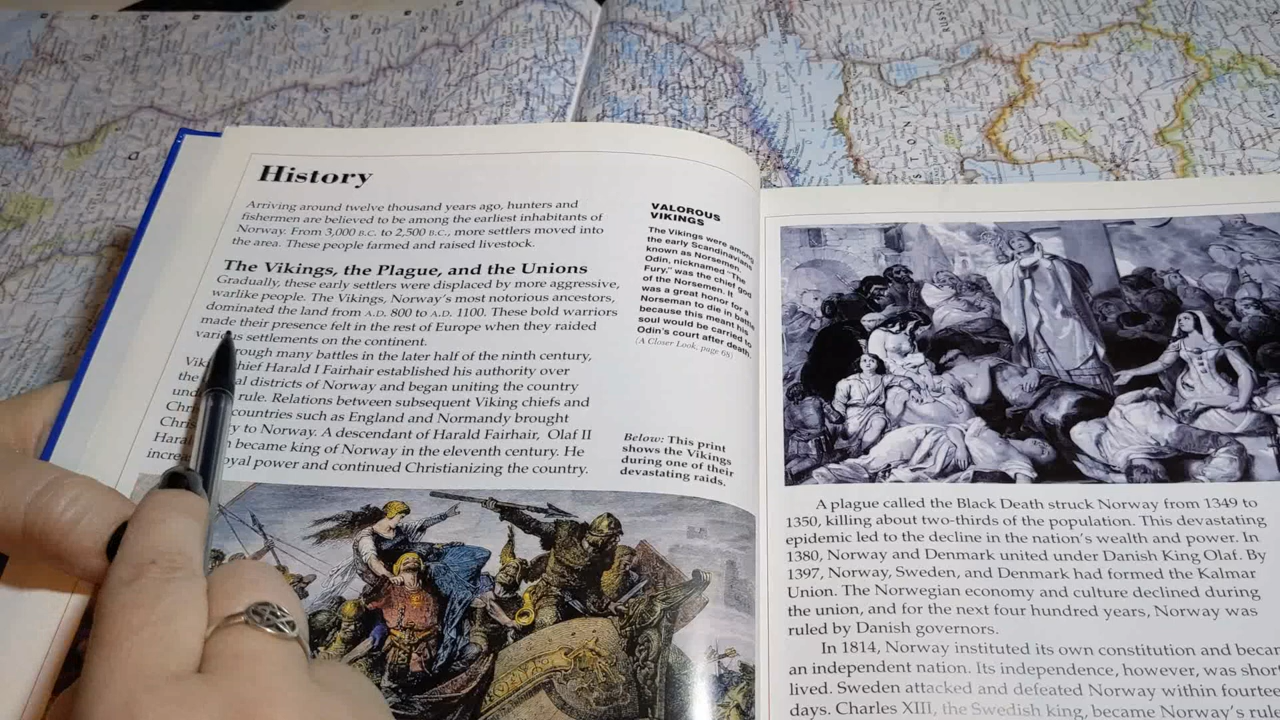 History
Arriving around twelve thousand years ago, hunters and
fishermen are believed to be among the earliest inhabitants of
Norway. From 3,000 B.C. to 2,500 B.C., more settlers moved into
the area. These people farmed and raised livestock.
The Vikings, the Plague, and the Unions
Gradually, these early settlers were displaced by more aggressive,
warlike people. The Vikings, Norway's most notorious ancestors,
dominated the land from A.D. 800 to A.D. 1100. These bold warriors
made their presence felt in the rest of Europe when they raided
various settlements on the continent.
rough many battles in the later half of the ninth century,
Vik hief Harald I Fairhair established his authority over
the al districts of Norway and began uniting the country
und rule. Relations between subsequent Viking chiefs and
Chri countries such as England and Normandy brought
Chris y to Norway. A descendant of Harald Fairhair, Olaf II
Hara n became king of Norway in the eleventh century. He
increa oyal power and continued Christianizing the country.
VALOROUS
VIKINGS
The Vikings were among
the early Scandinavians
known as Norsemen.
Odin, nicknamed "The
Fury," was the chief god
of the Norsemen. It
was a great honor for a
Norseman to die in battle
because this meant his
soul would be carried to
Odin's court after death.
(A Closer Look, page 68)
Below: This print
shows the Vikings
during one of their
devastating raids.
A plague called the Black Death struck Norway from 1349 to
1350, killing about two-thirds of the population. This devastating
epidemic led to the decline in the nation's wealth and power. In
1380, Norway and Denmark united under Danish King Olaf. By
1397, Norway, Sweden, and Denmark had formed the Kalmar
Union. The Norwegian economy and culture declined during
the union, and for the next four hundred years, Norway was
ruled by Danish governors.
In 1814, Norway instituted its own constitution and becam
an independent nation. Its independence, however, was short
lived. Sweden attacked and defeated Norway within fourtee
days. Charles XIII, the Swedish king, became Norway's rule